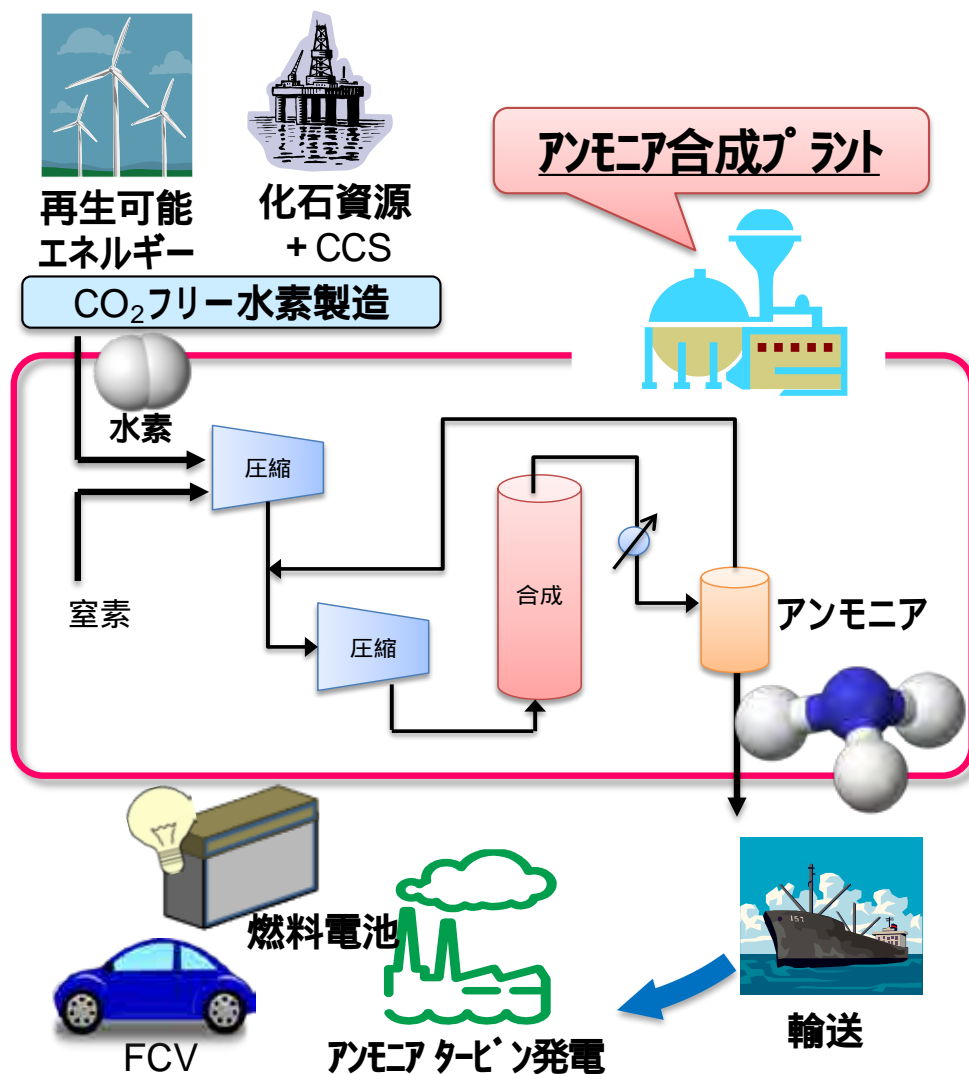 再生可能
エネルギー
化石資源
+ CCS
アンモニア合成プラント
CO₂フリー水素製造
水素
圧縮
窒素
圧縮
合成
アンモニア
燃料電池
FCV
アンモニアタービン発電
157
輸送